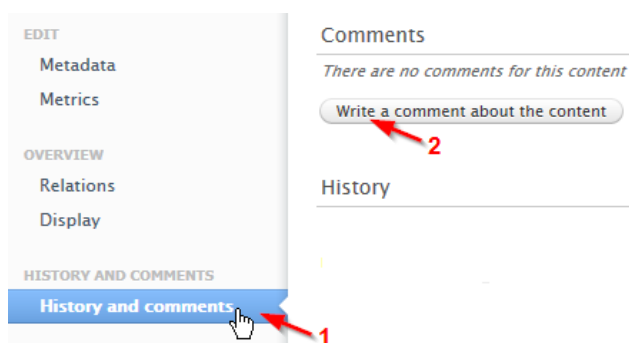 EDIT
Metadata
Metrics
OVERVIEW
Relations
Display
HISTORY AND COMMENTS
History and comments
1
Comments
There are no comments for this content
Write a comment about the content
2
History